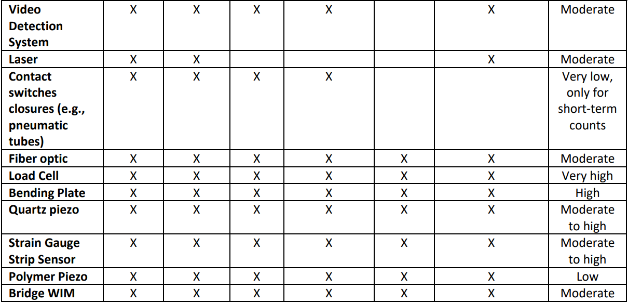 Video Detection System X X X X X Moderate
Laser X X X Moderate
Contact switches closures (e.g., pneumatic tubes) X X X X Very low, only for short-term counts
Fiber optic X X X X X X Moderate
Load Cell X X X X X X Very high
Bending Plate X X X X X X High
Quartz piezo X X X X X X Moderate to high
Strain Gauge Strip Sensor X X X X X X Moderate to high
Polymer Piezo X X X X X X Low
Bridge WIM X X X X X X Moderate